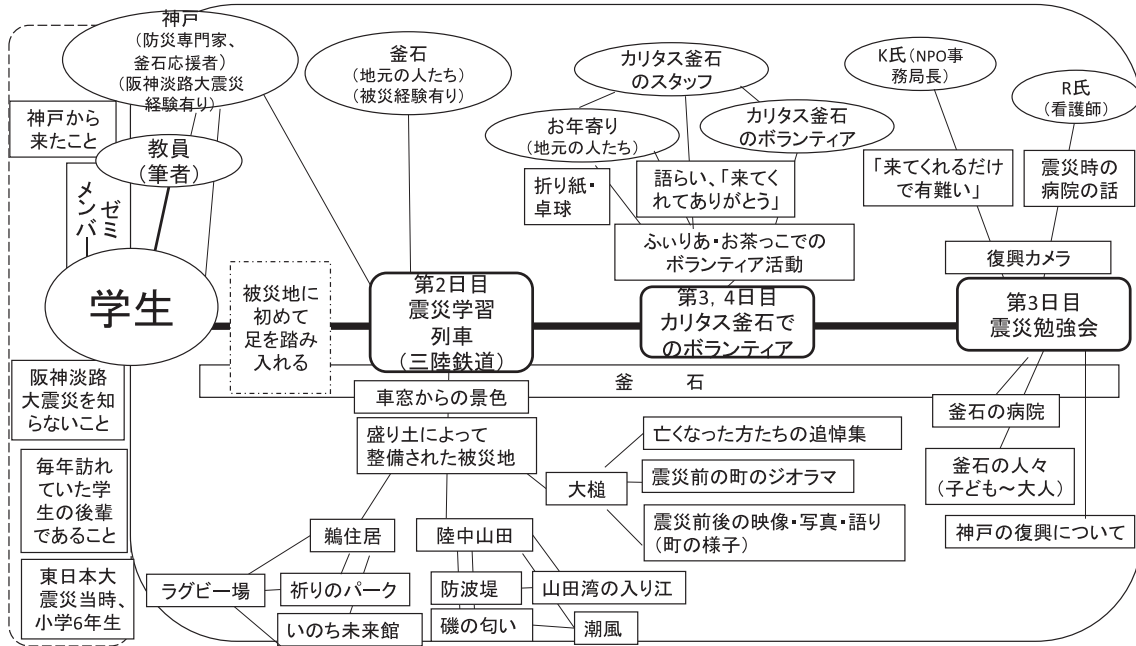 神戸
(防災専門家、
釜石応援者)
(阪神淡路大震災
経験有り)
釜石
(地元の人たち)
(被災経験有り)
カリタス釜石
のスタッフ
K氏(NPO事
務局長)
R氏
(看護師)
神戸から
来たこと
教員
(筆者)
お年寄り
(地元の人たち)
カリタス釜石
のボランティア
ゼミ
メンバー
折り紙・
卓球
語らい、「来てく
れてありがとう」
「来てくれるだけ
で有難い」
震災時の
病院の話
ふぃりあ・お茶っこでの
ボランティア活動
復興カメラ
学生
被災地に
初めて
足を踏み
入れる
第2日目
震災学習
列車
(三陸鉄道)
第3, 4日目
カリタス釜石で
のボランティア
第3日目
震災勉強会
釜 石
阪神淡路
大震災を知
らないこと
車窓からの景色
盛り土によって
整備された被災地
亡くなった方たちの追悼集
大槌
震災前の町のジオラマ
震災前後の映像・写真・語り
(町の様子)
釜石の病院
釜石の人々
(子ども～大人)
神戸の復興について
毎年訪れ
ていた学
生の後輩
であること
鵜住居
陸中山田
ラグビー場
祈りのパーク
防波堤
山田湾の入り江
東日本大
震災当時、
小学6年生
いのち未来館
磯の匂い
潮風